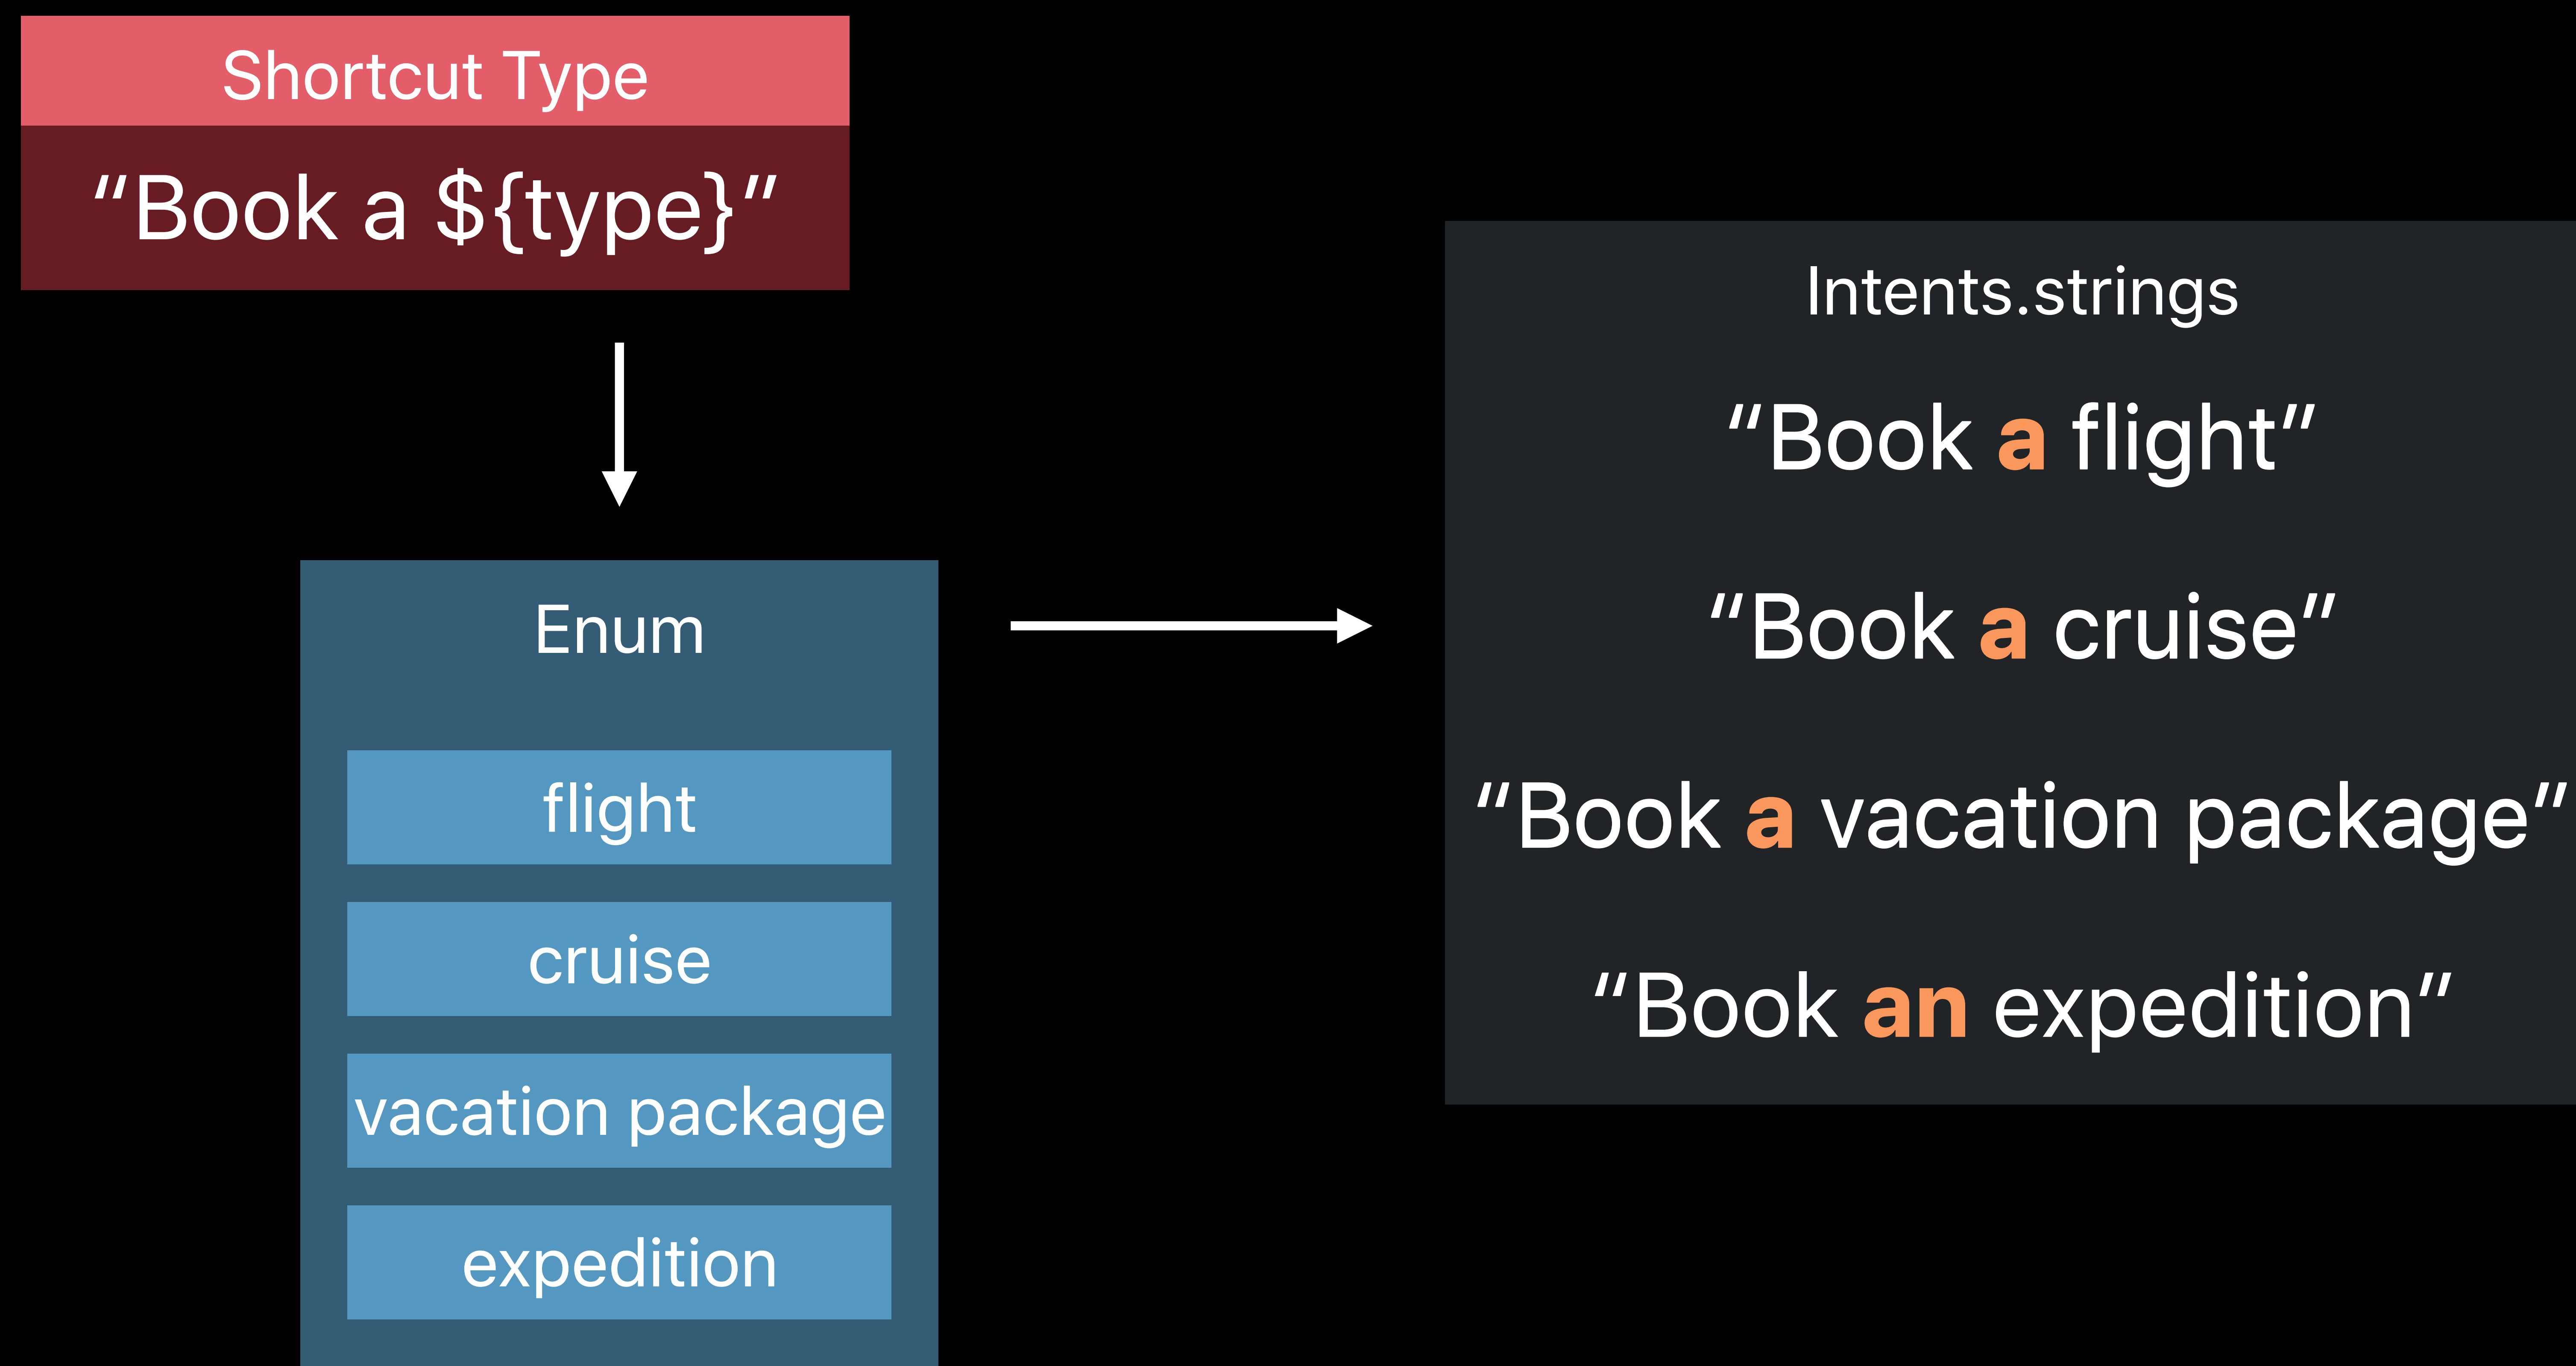 Shortcut Type
“Book a ${type}”
Enum
flight
cruise
vacation package
expedition
Intents.strings
“Book a flight”
“Book a cruise”
“Book a vacation package”
“Book an expedition”